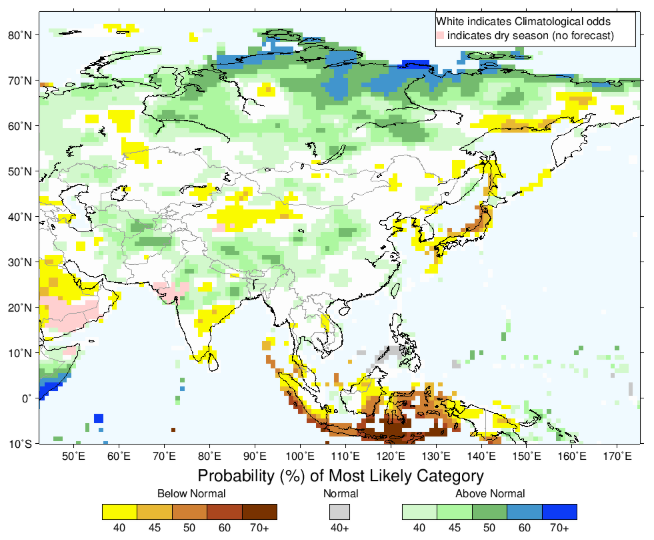 White indicates Climatological odds
indicates dry season (no forecast)
80˚N
70˚N
60˚N
50˚N
40˚N
30˚N
20˚N
10˚N
0˚
10˚S
50˚E 60˚E 70˚E 80˚E 90˚E 100˚E 110˚E 120˚E 130˚E 140˚E 150˚E 160˚E 170˚E
Probability (%) of Most Likely Category
Below Normal Normal Above Normal
40 45 50 60 70+ 40+ 40 45 50 60 70+